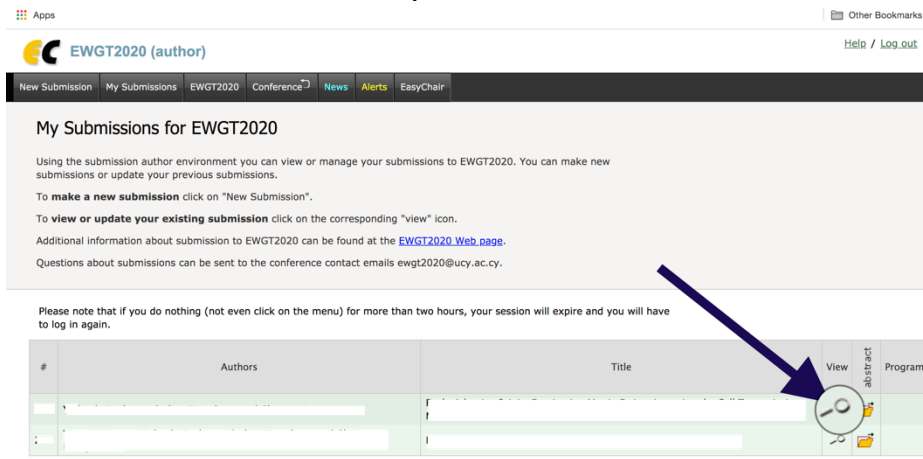 Apps
Other Bookmarks
EWGT2020 (author)
Help / Log out
New Submission My Submissions EWGT2020 Conference News Alerts EasyChair
My Submissions for EWGT2020
Using the submission author environment you can view or manage your submissions to EWGT2020. You can make new
submissions or update your previous submissions.
To make a new submission click on "New Submission".
To view or update your existing submission click on the corresponding "view" icon.
Additional information about submission to EWGT2020 can be found at the EWGT2020 Web page.
Questions about submissions can be sent to the conference contact emails ewgt2020@ucy.ac.cy.
Please note that if you do nothing (not even click on the menu) for more than two hours, your session will expire and you will have
to log in again.
# Authors Title View abstract Program